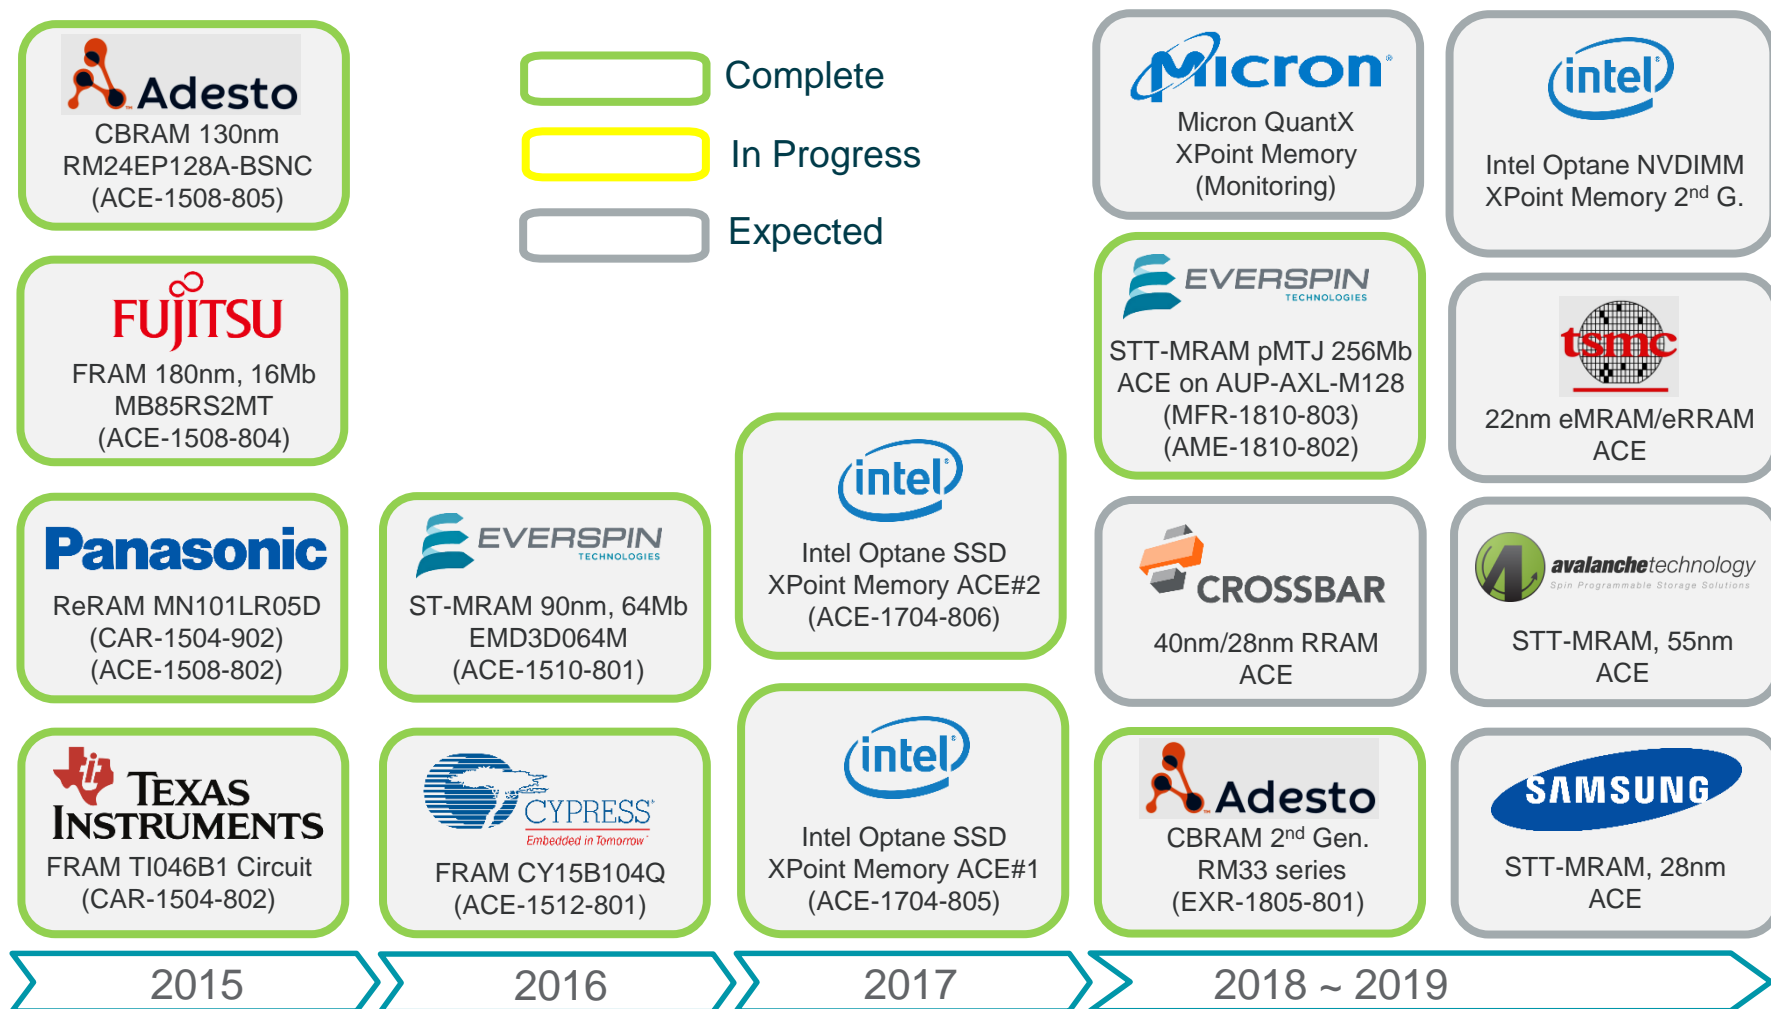 Adesto
CBRAM 130nm
RM24EP128A-BSNC
(ACE-1508-805)
FUJITSU
FRAM 180nm, 16Mb
MB85RS2MT
(ACE-1508-804)
Panasonic
ReRAM MN101LR05D
(CAR-1504-902)
(ACE-1508-802)
TEXAS
INSTRUMENTS
FRAM TI046B1 Circuit
(CAR-1504-802)
Complete
In Progress
Expected
EVERSPIN
TECHNOLOGIES
ST-MRAM 90nm, 64Mb
EMD3D064M
(ACE-1510-801)
CYPRESS
Embedded in Tomorrow™
FRAM CY15B104Q
(ACE-1512-801)
intel®
Intel Optane SSD
XPoint Memory ACE#2
(ACE-1704-806)
intel®
Intel Optane SSD
XPoint Memory ACE#1
(ACE-1704-805)
Micron®
Micron QuantX
XPoint Memory
(Monitoring)
EVERSPIN
TECHNOLOGIES
STT-MRAM pMTJ 256Mb
ACE on AUP-AXL-M128
(MFR-1810-803)
(AME-1810-802)
CROSSBAR
40nm/28nm RRAM
ACE
Adesto
CBRAM 2nd Gen.
RM33 series
(EXR-1805-801)
intel®
Intel Optane NVDIMM
XPoint Memory 2nd G.
tsmc
22nm eMRAM/eRRAM
ACE
avalanchetechnology
Spin Programmable Storage Solutions
STT-MRAM, 55nm
ACE
SAMSUNG
STT-MRAM, 28nm
ACE
2015
2016
2017
2018 ~ 2019